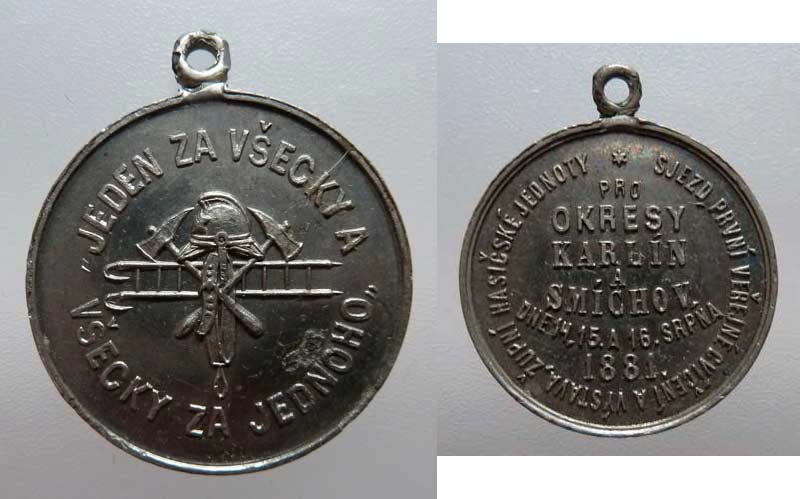 „JEDEN ZA VŠECKY A
VŠECKY ZA JEDNOHO„
SJEZD, PRVNÍ VEŘEJNÉ CVIČENÍ A VÝSTAVA, ŽUPNÍ HASIČSKÉ JEDNOTY *
PRO
OKRESY
KARLÍN
A
SMÍCHOV.
DNE 14, 15. A 16. SRPNA
1881.